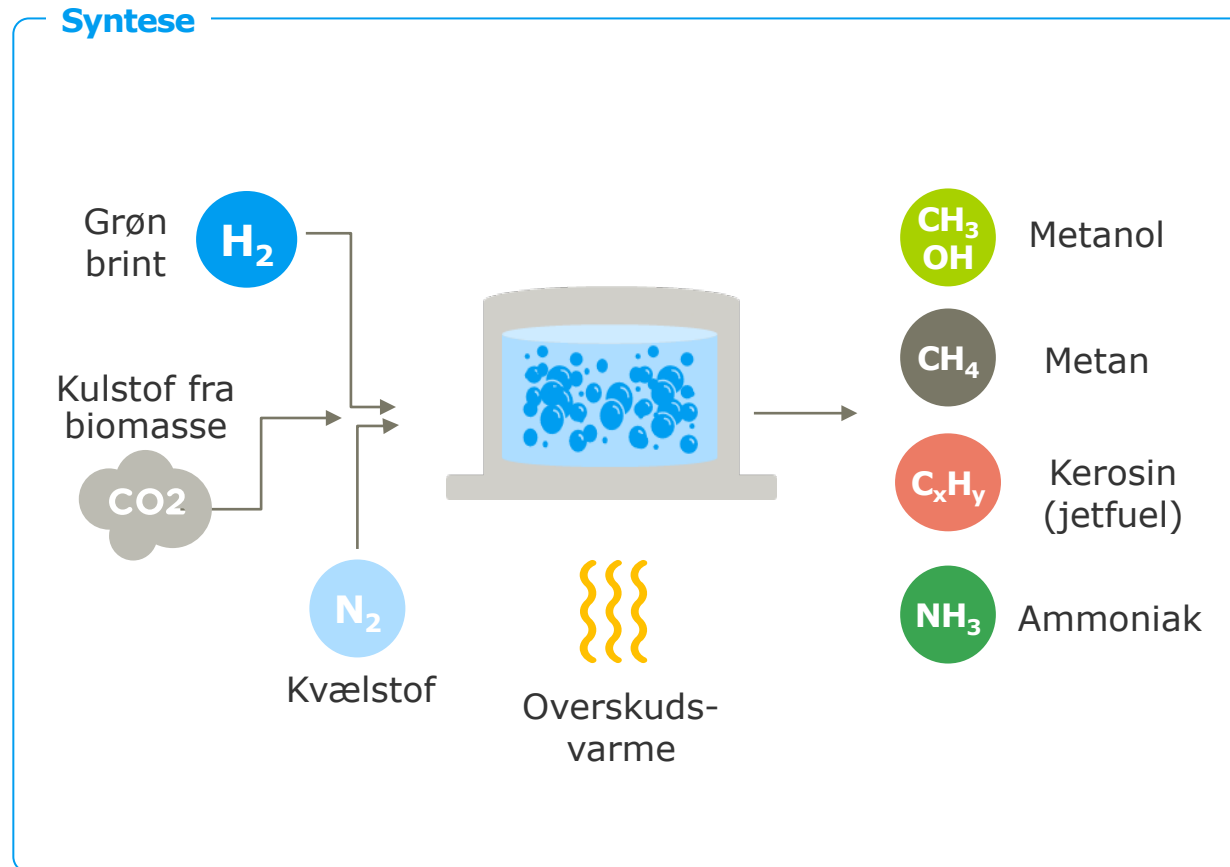 Syntese
Grøn
brint
H₂
Kulstof fra
biomasse
CO2
N₂
Kvælstof
Overskuds-
varme
CH₃
OH
Metanol
CH₄
Metan
CₓHᵧ
Kerosin
(jetfuel)
NH₃
Ammoniak